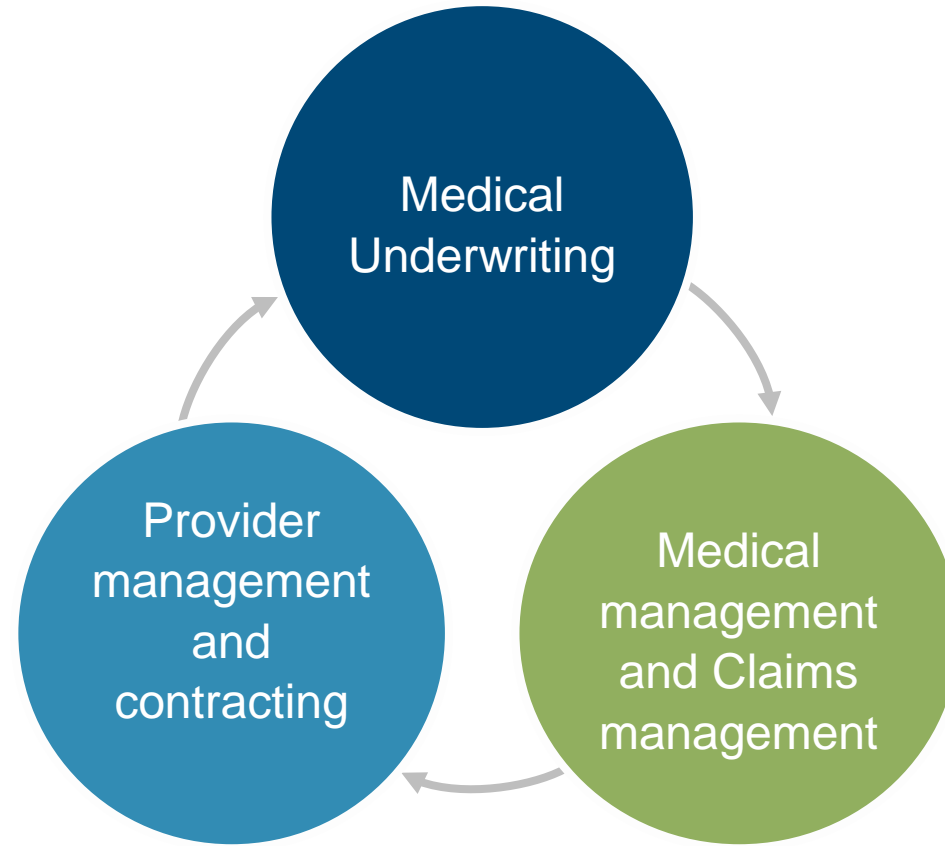 Medical
Underwriting
Provider
management
and
contracting
Medical
management
and Claims
management